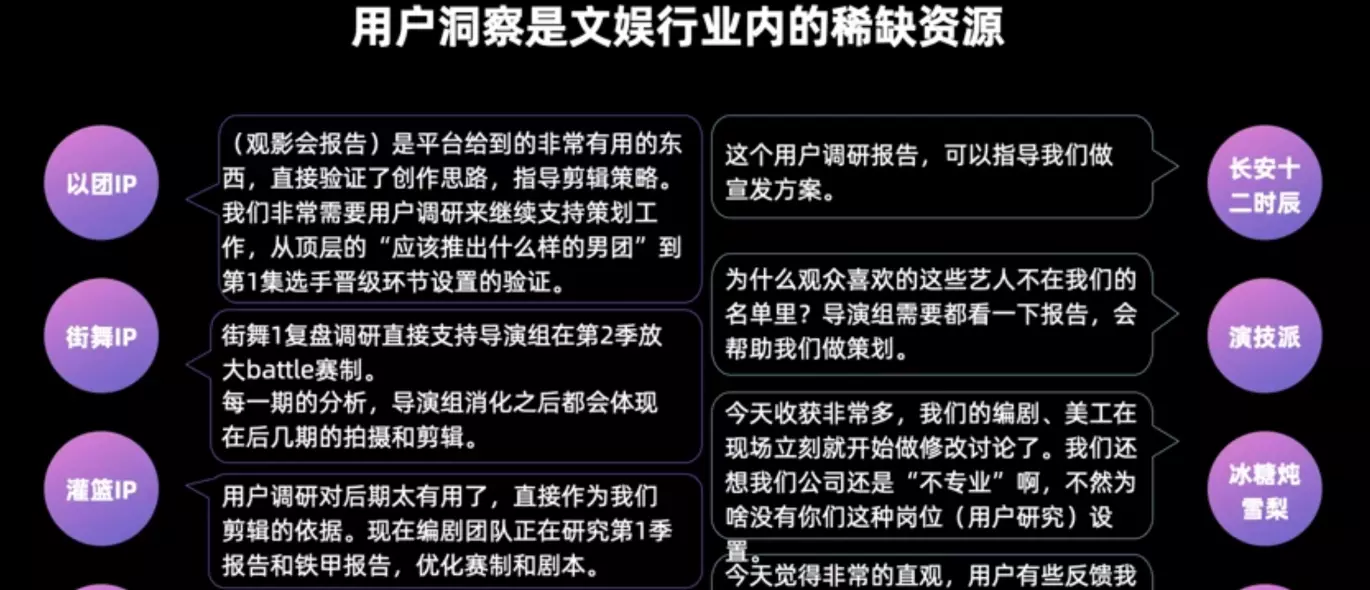 用户洞察是文娱行业内的稀缺资源
以团IP
（观影会报告）是平台给到的非常有用的东
西，直接验证了创作思路，指导剪辑策略。
我们非常需要用户调研来继续支持策划工
作，从顶层的“应该推出什么样的男团”到
第1集选手晋级环节设置的验证。
街舞IP
街舞1复盘调研直接支持导演组在第2季放
大battle赛制。
每一期的分析，导演组消化之后都会体现
在后几期的拍摄和剪辑。
灌篮IP
用户调研对后期太有用了，直接作为我们
剪辑的依据。现在编剧团队正在研究第1季
报告和铁甲报告，优化赛制和剧本。
这个用户调研报告，可以指导我们做
宣发方案。
长安十
二时辰
为什么观众喜欢的这些艺人不在我们的
名单里？导演组需要都看一下报告，会
帮助我们做策划。
演技派
今天收获非常多，我们的编剧、美工在
现场立刻就开始做修改讨论了。我们还
想我们公司还是“不专业”啊，不然为
啥没有你们这种岗位（用户研究）设
置。
冰糖炖
雪梨
今天觉得非常的直观，用户有些反馈我